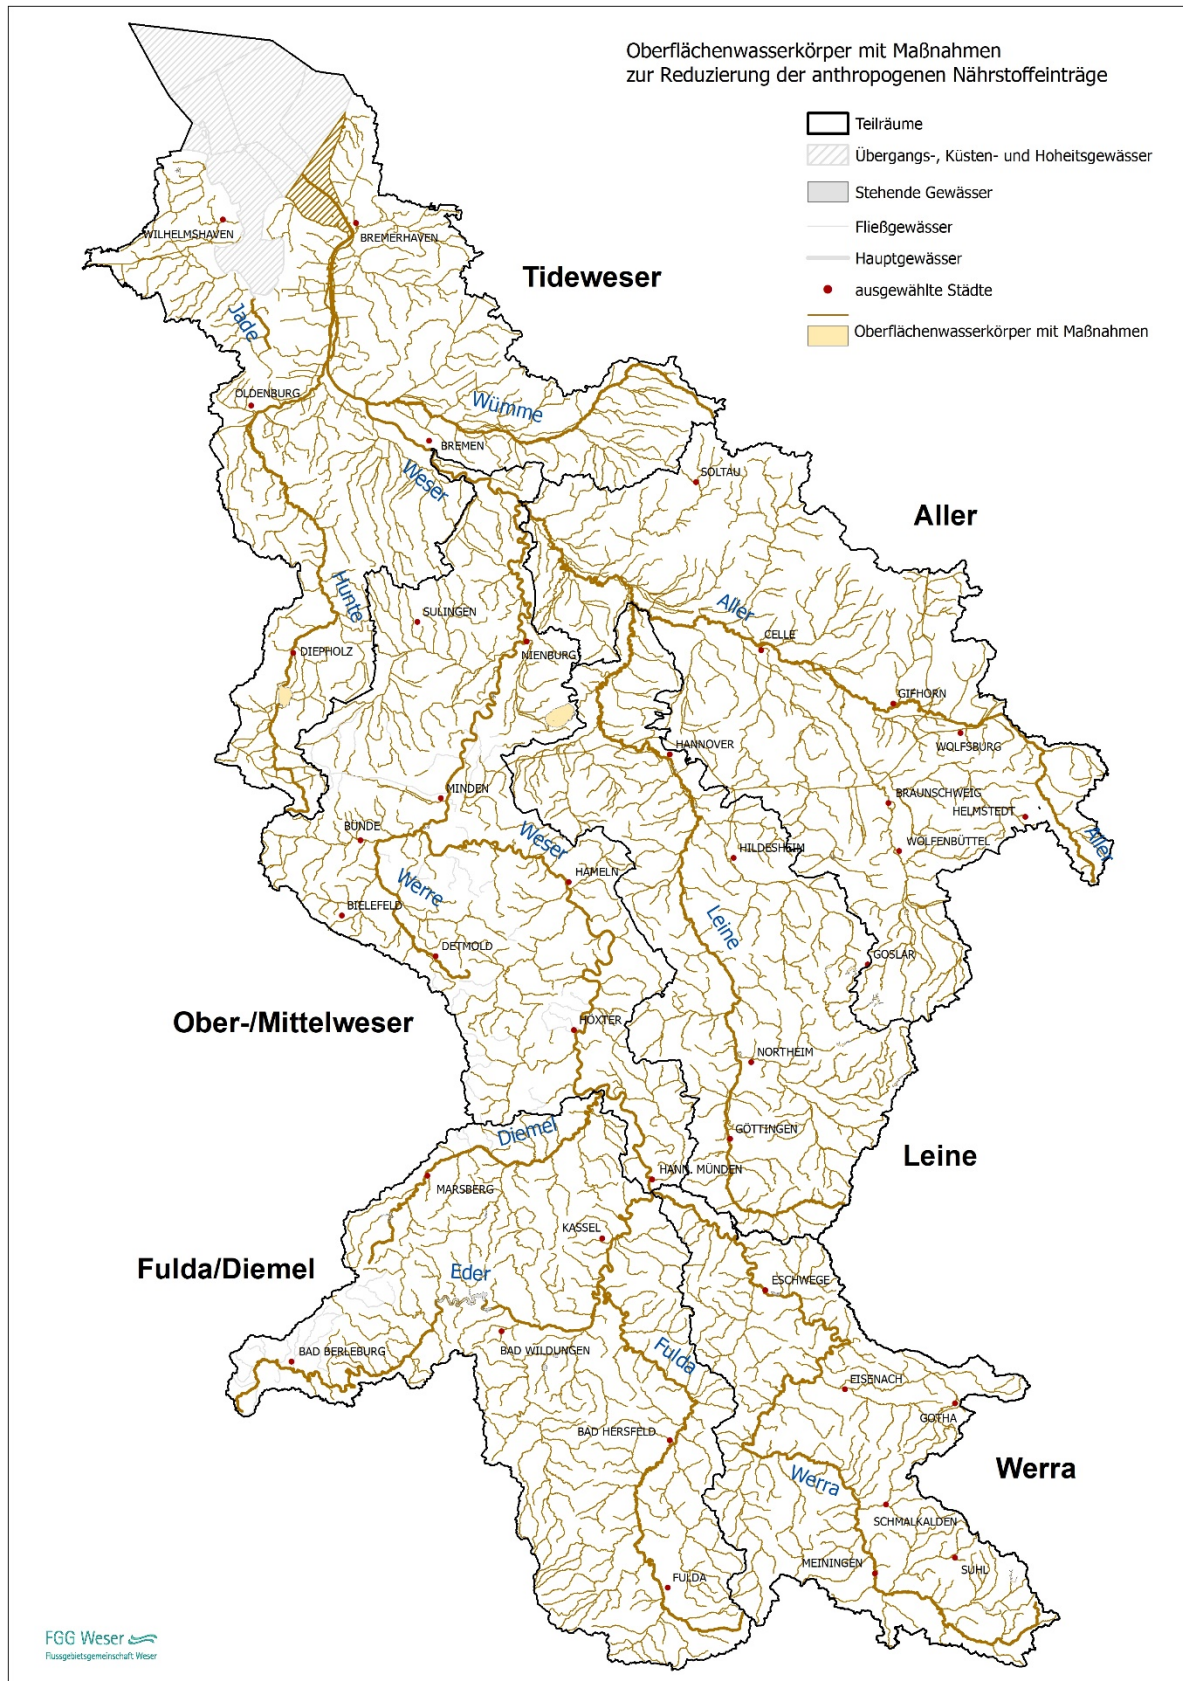 Oberflächenwasserkörper mit Maßnahmen
zur Reduzierung der anthropogenen Nährstoffeinträge
Teilräume
Übergangs-, Küsten- und Hoheitsgewässer
Stehende Gewässer
Fließgewässer
Hauptgewässer
ausgewählte Städte
Oberflächenwasserkörper mit Maßnahmen
WILHELMSHAVEN
BREMERHAVEN
Tideweser
Jade
OLDENBURG
Wümme
BREMEN
Weser
SOLTAU
Aller
Hunte
SULINGEN
Aller
CELLE
DIEPHOLZ
NIENBURG
GIFHORN
WOLFSBURG
HANNOVER
MINDEN
BRAUNSCHWEIG
HELMSTEDT
BÜNDE
Weser
WOLFENBÜTTEL
Aller
HILDESHEIM
HAMELN
Werre
BIELEFELD
Leine
DETMOLD
GOSLAR
Ober-/Mittelweser
HÖXTER
NORTHEIM
Diemel
GÖTTINGEN
Leine
HANN. MÜNDEN
MARSBERG
KASSEL
Fulda/Diemel
Eder
ESCHWEGE
BAD BERLEBURG
BAD WILDUNGEN
Fulda
EISENACH
GOTHA
BAD HERSFELD
Werra
Werra
SCHMALKALDEN
MEININGEN
SUHL
FULDA
FGG Weser
Flussgebietsgemeinschaft Weser